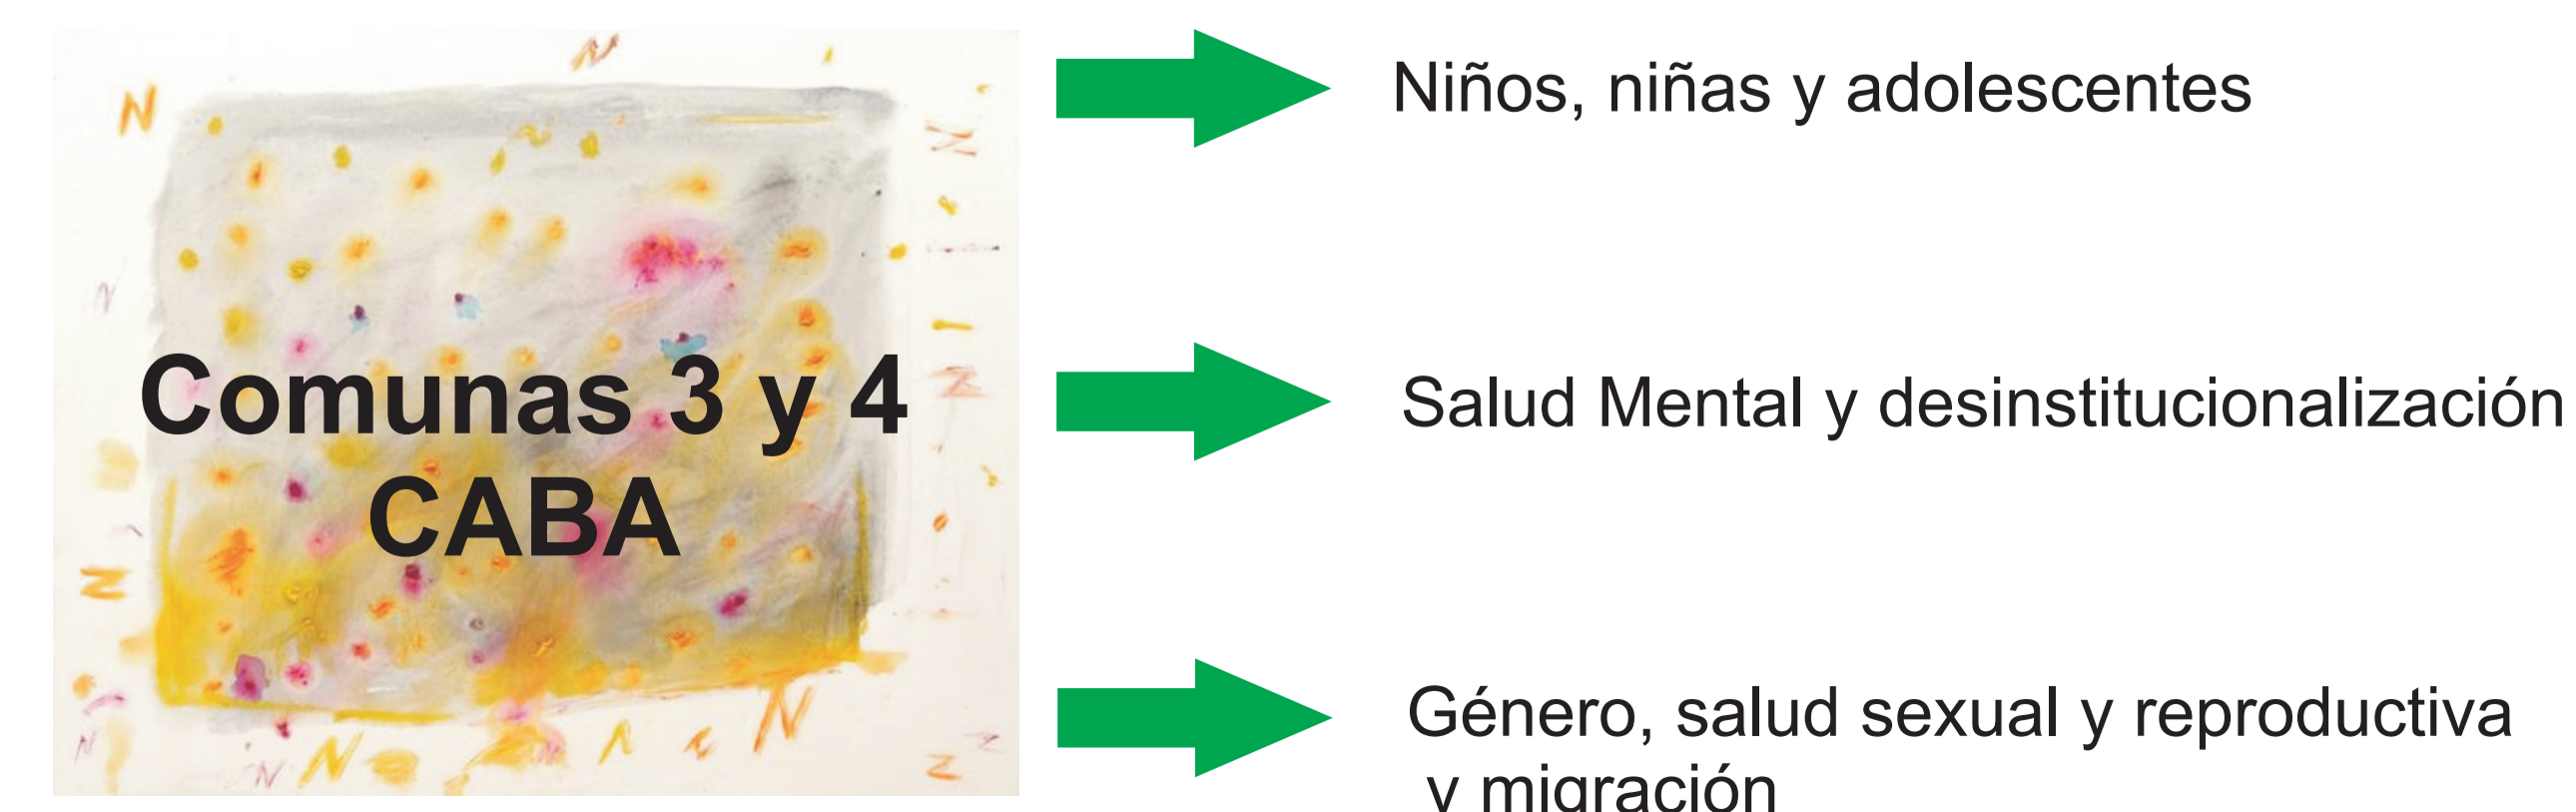 Comunas 3 y 4
CABA
Niños, niñas y adolescentes
Salud Mental y desinstitucionalización
Género, salud sexual y reproductiva
y migración